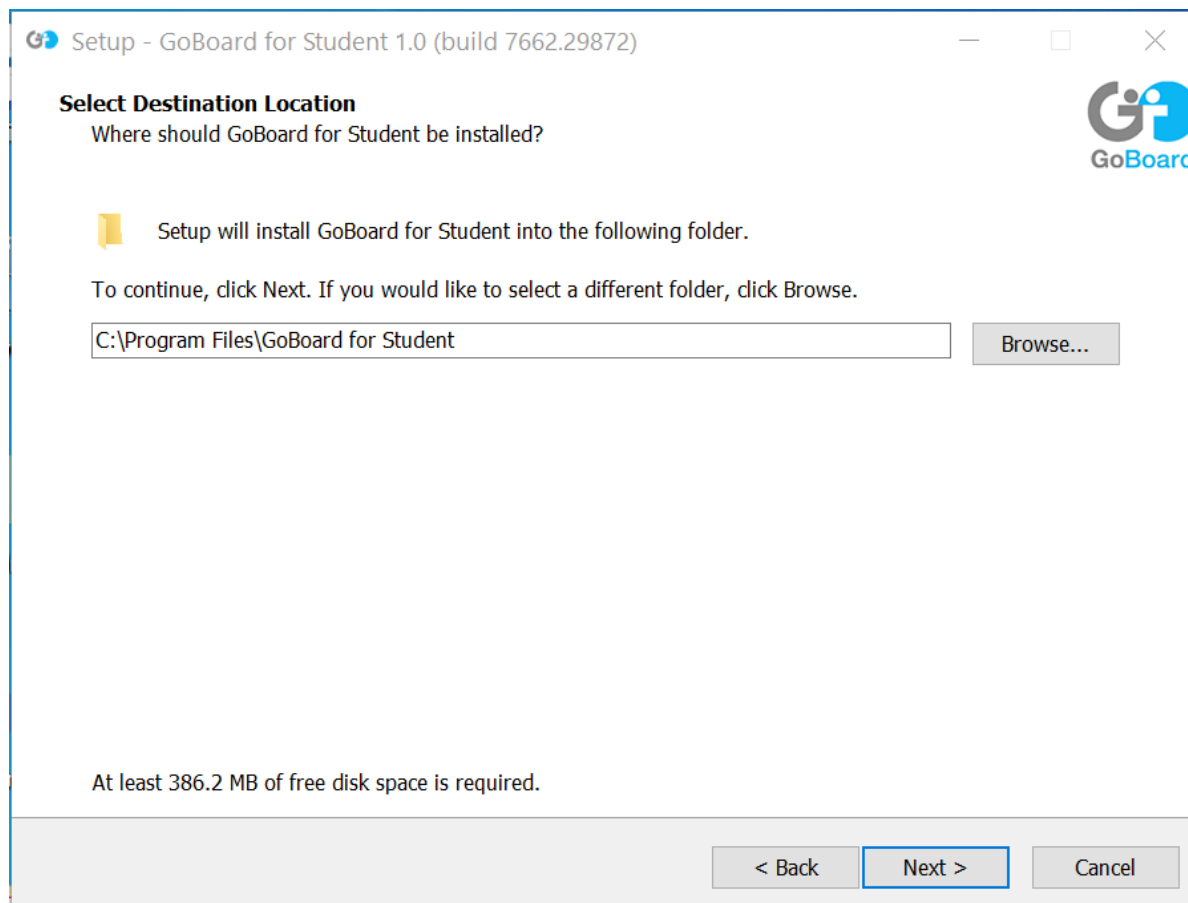 Setup - GoBoard for Student 1.0 (build 7662.29872)
Select Destination Location
Where should GoBoard for Student be installed?
GoBoard
Setup will install GoBoard for Student into the following folder.
To continue, click Next. If you would like to select a different folder, click Browse.
C:\Program Files\GoBoard for Student
Browse...
At least 386.2 MB of free disk space is required.
< Back
Next >
Cancel